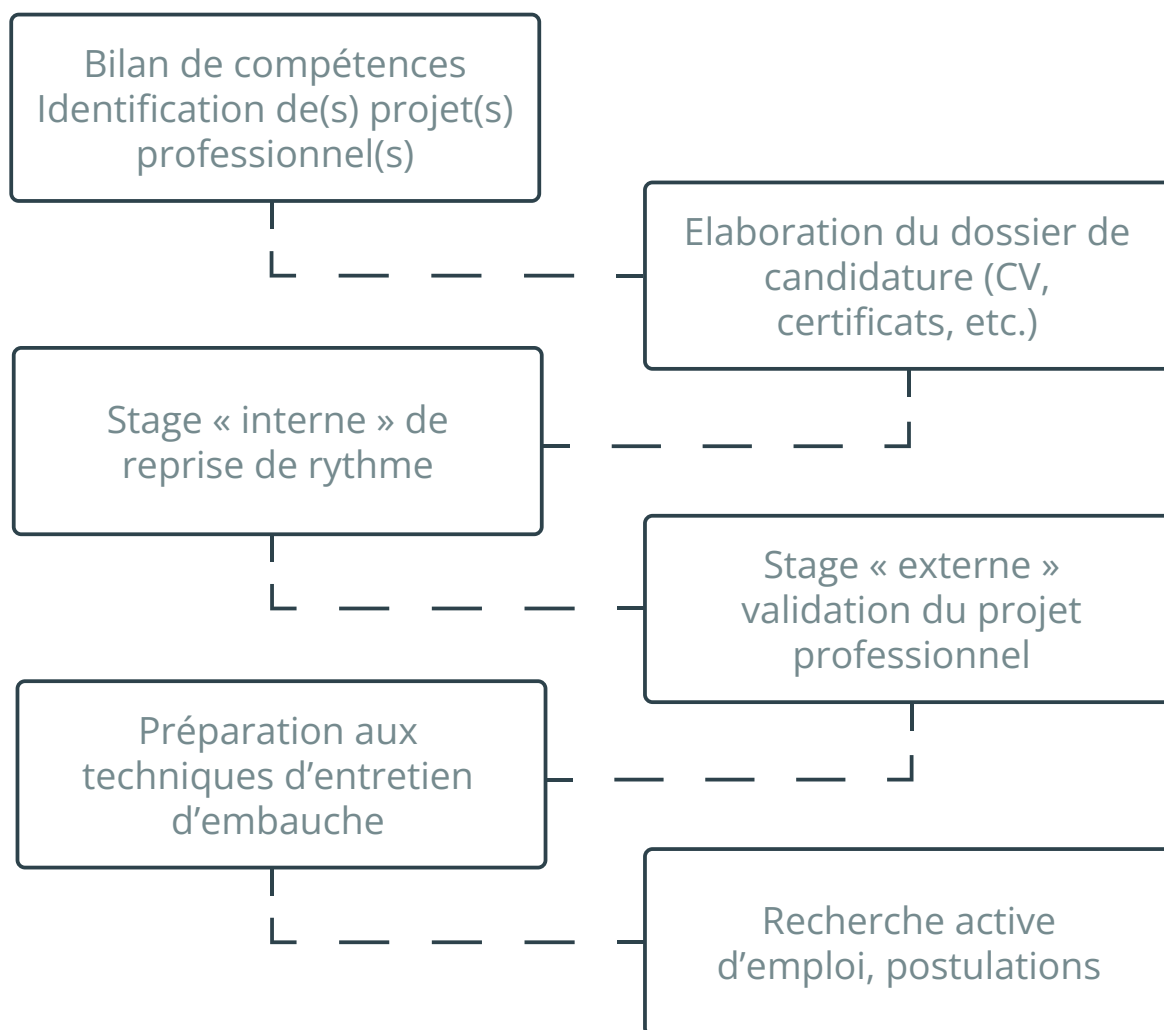 Bilan de compétences
Identification de(s) projet(s)
professionnel(s)
Elaboration du dossier de
candidature (CV,
certificats, etc.)
Stage « interne » de
reprise de rythme
Stage « externe »
validation du projet
professionnel
Préparation aux
techniques d’entretien
d’embauche
Recherche active
d’emploi, postulations